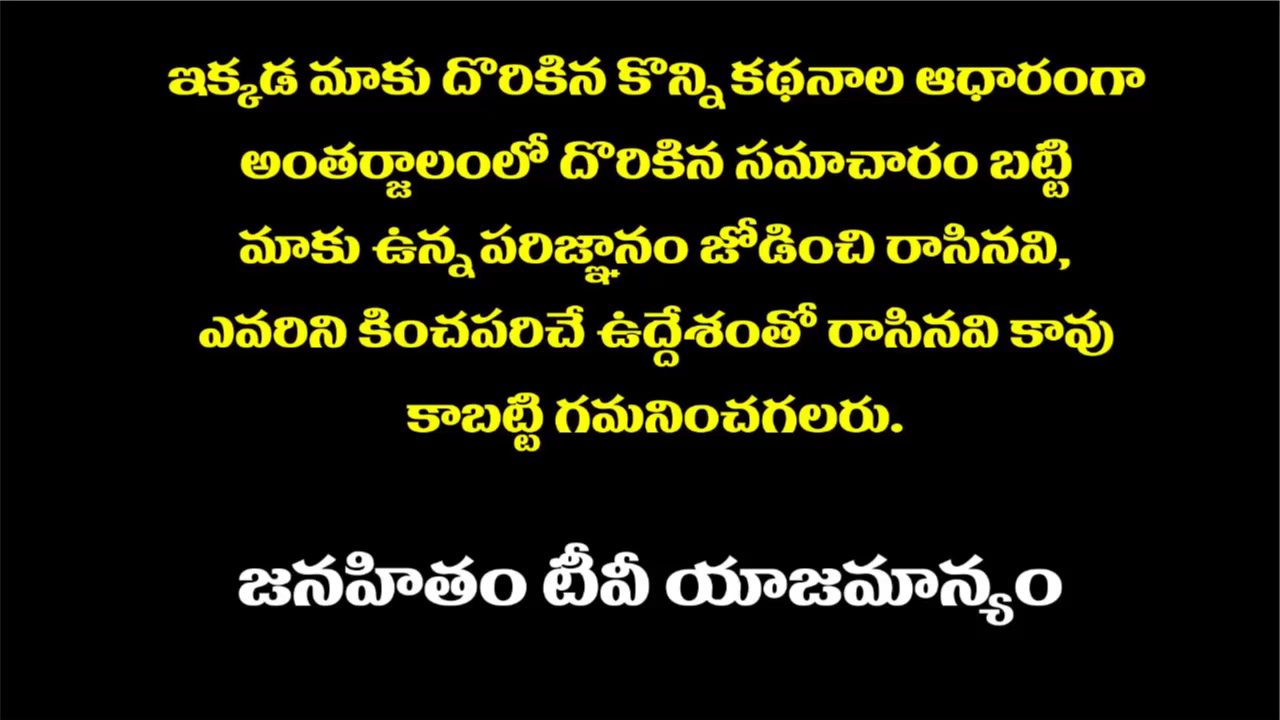 ఇక్కడ మాకు దొరికిన కొన్ని కథనాల ఆధారంగా
అంతర్జాలంలో దొరికిన సమాచారం బట్టి
మాకు ఉన్న పరిజ్ఞానం జోడించి రాసినవి,
ఎవరిని కించపరిచే ఉద్దేశంతో రాసినవి కావు
కాబట్టి గమనించగలరు.
జనహితం టీవీ యాజమాన్యం